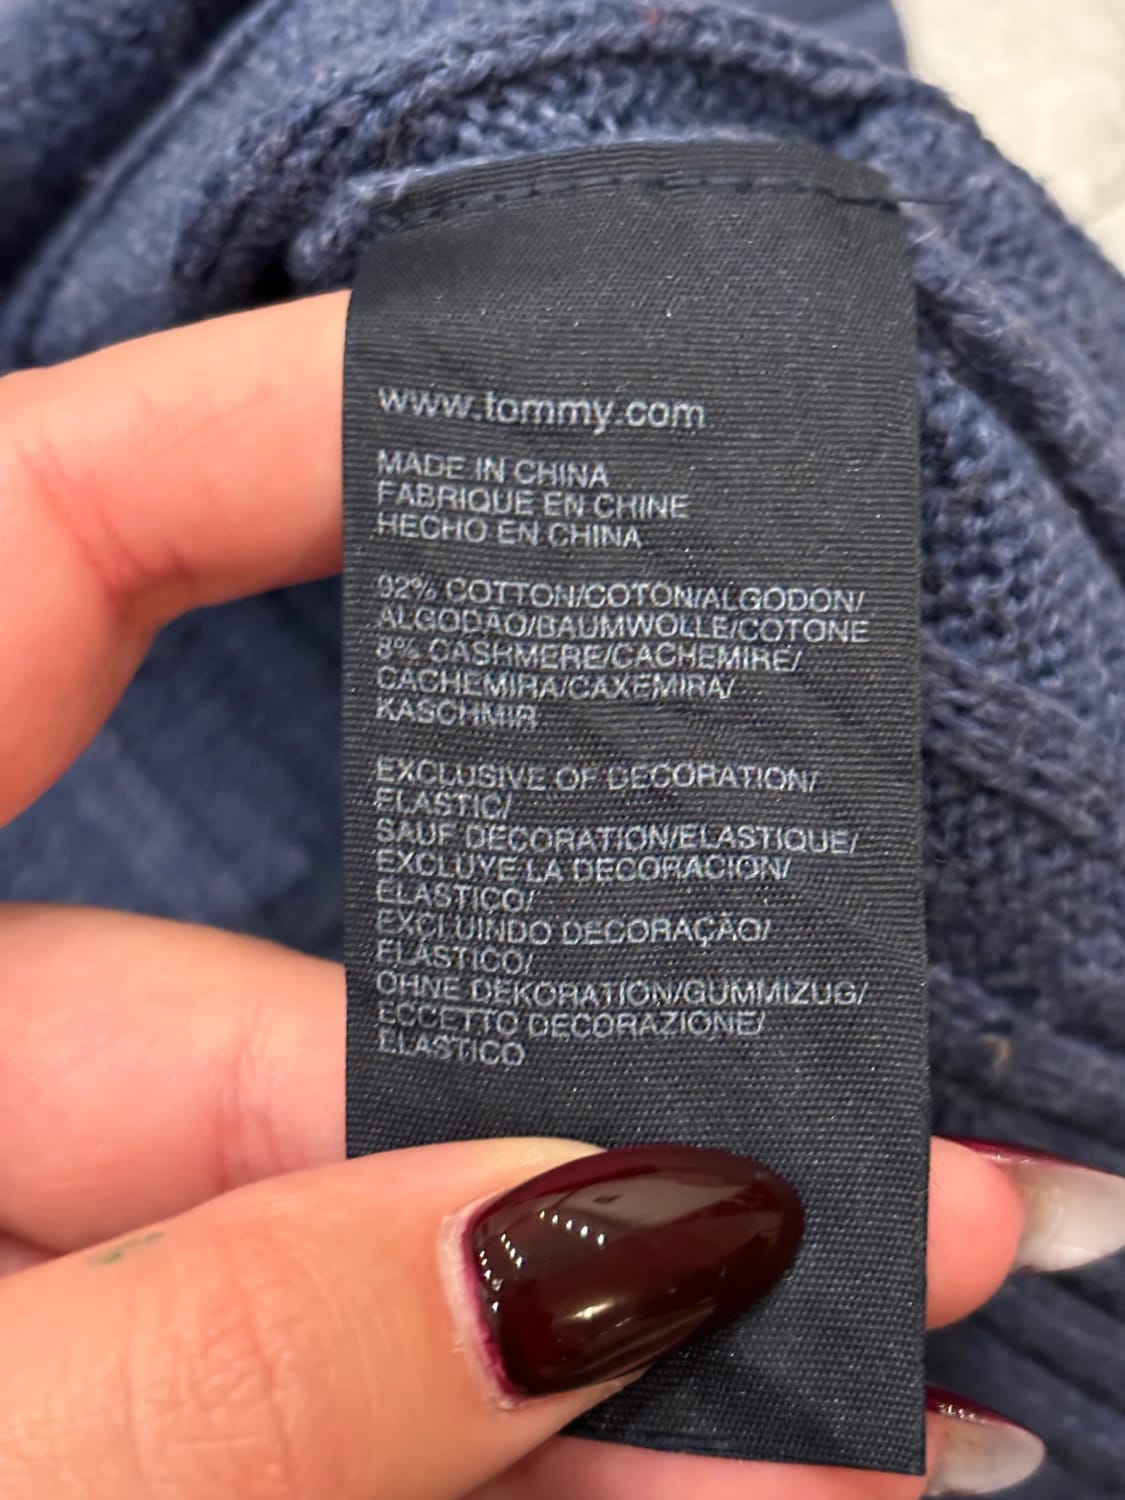 www.tommy.com
MADE IN CHINA
FABRIQUE EN CHINE
HECHO EN CHINA
92% COTTON/COTON/ALGODON/
ALGODÃO/BAUMWOLLE/COTONE
8% CASHMERE/CACHEMIRE/
CACHEMIRA/CAXEMIRA/
KASCHMIR
EXCLUSIVE OF DECORATION/
ELASTIC/
SAUF DECORATION/ELASTIQUE/
EXCLUYE LA DECORACION/
ELASTICO/
EXCLUINDO DECORAÇÃO/
ELÁSTICO/
OHNE DEKORATION/GUMMIZUG/
ECCETTO DECORAZIONE/
ELASTICO